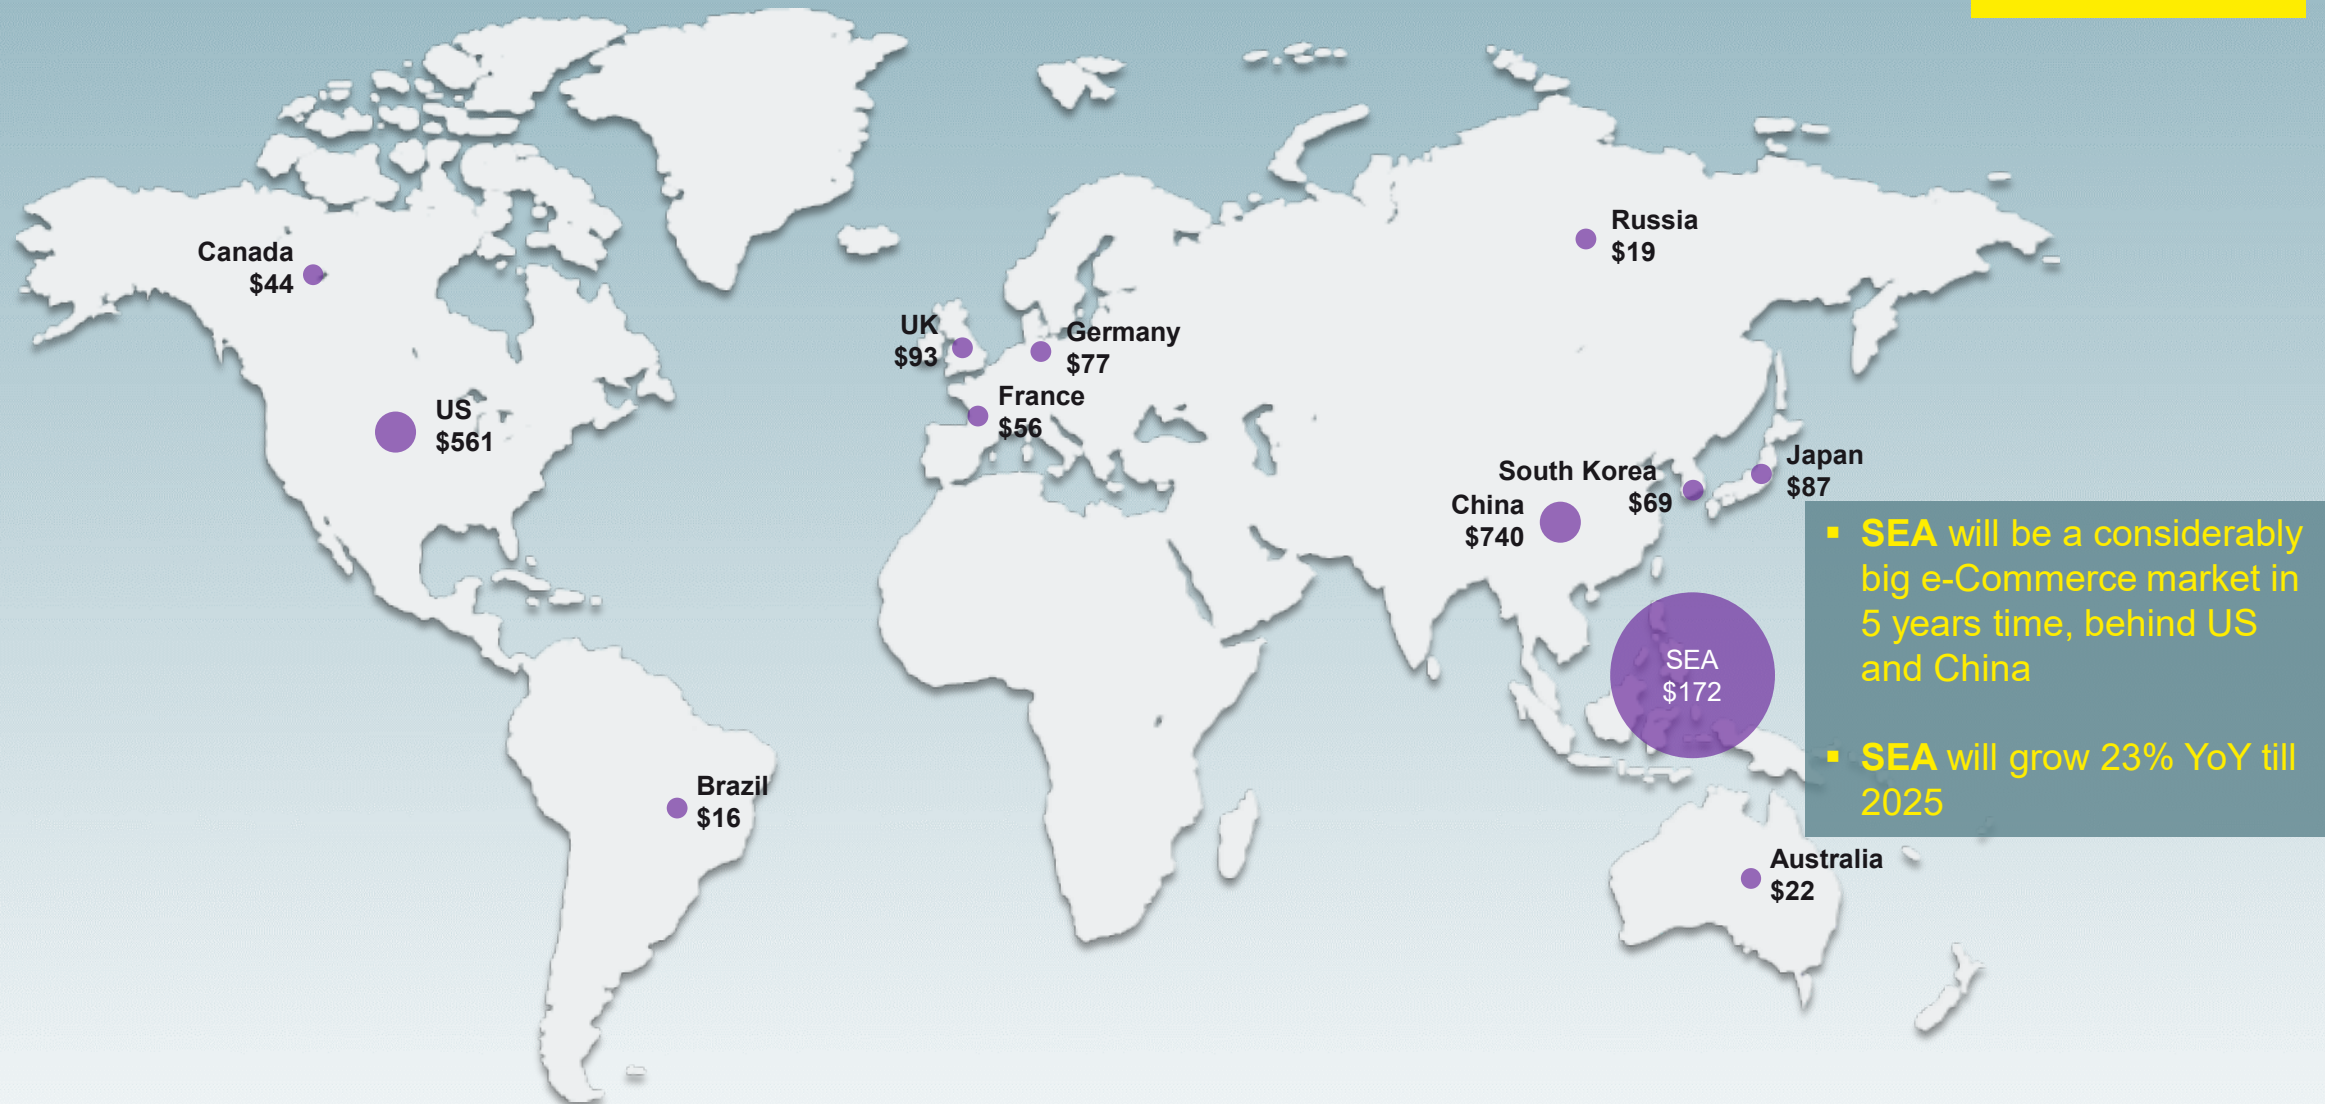 Russia
$19
Canada
$44
UK
$93
Germany
$77
France
$56
US
$561
Japan
$87
South Korea
$69
China
$740
▪ SEA will be a considerably
big e-Commerce market in
5 years time, behind US
and China
SEA
$172
▪ SEA will grow 23% YoY till
2025
Brazil
$16
Australia
$22